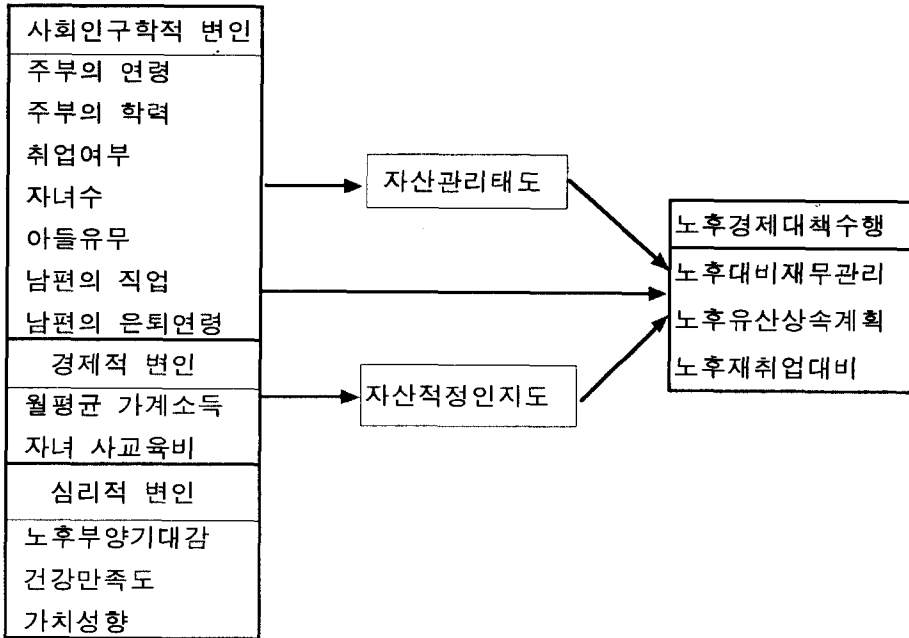 사회인구학적 변인
주부의 연령
주부의 학력
취업여부
자녀수
아들유무
남편의 직업
남편의 은퇴연령
경제적 변인
월평균 가계소득
자녀 사교육비
심리적 변인
노후부양기대감
건강만족도
가치성향
자산관리태도
자산적정인지도
노후경제대책수행
노후대비재무관리
노후유산상속계획
노후재취업대비